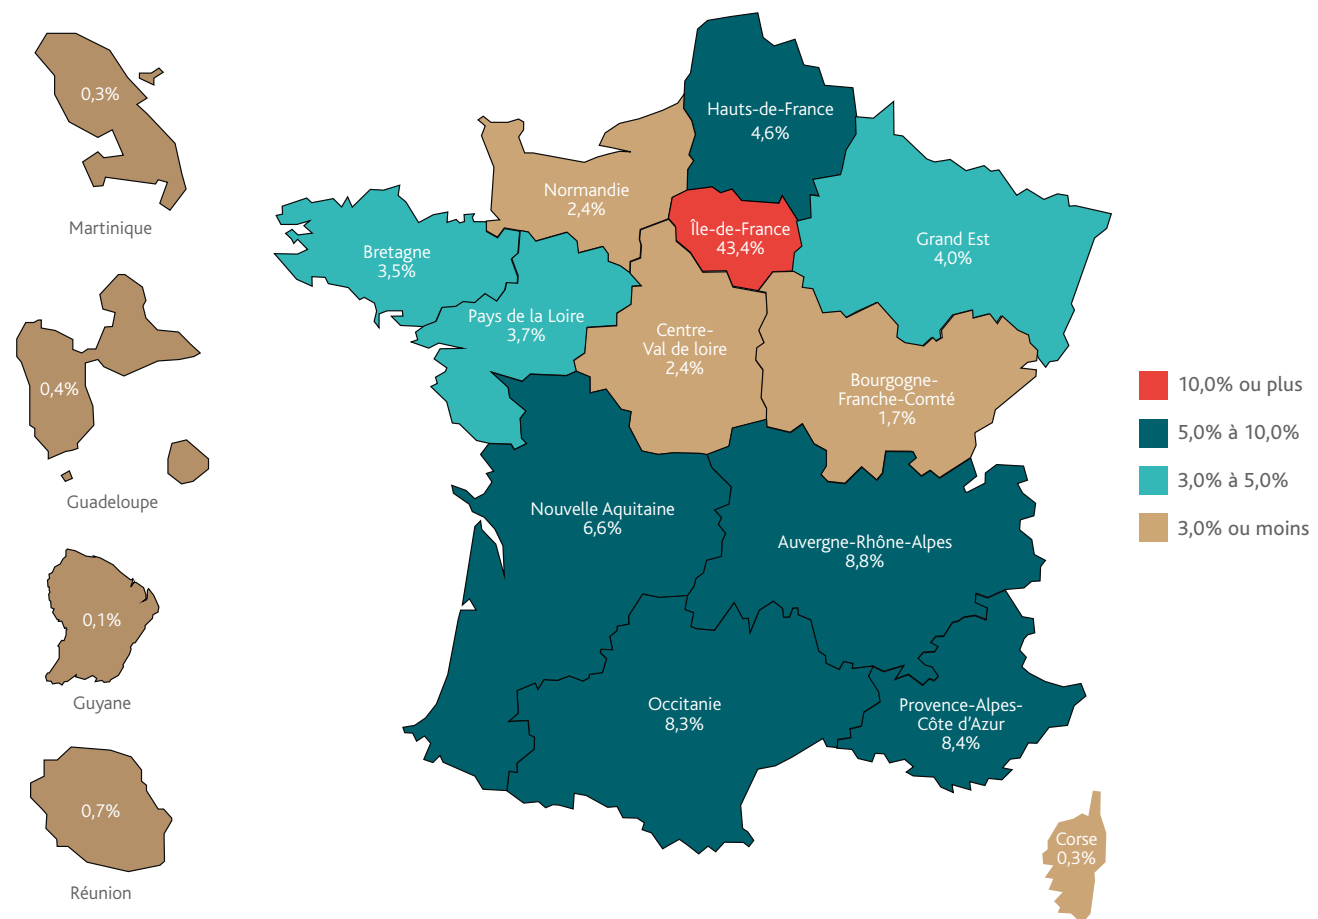 0,3%
Martinique
0,4%
Guadeloupe
0,1%
Guyane
0,7%
Réunion
Hauts-de-France
4,6%
Normandie
2,4%
Île-de-France
43,4%
Grand Est
4,0%
Bretagne
3,5%
Pays de la Loire
3,7%
Centre-
Val de loire
2,4%
Bourgogne-
Franche-Comté
1,7%
Nouvelle Aquitaine
6,6%
Auvergne-Rhône-Alpes
8,8%
Occitanie
8,3%
Provence-Alpes-
Côte d’Azur
8,4%
Corse
0,3%
10,0% ou plus
5,0% à 10,0%
3,0% à 5,0%
3,0% ou moins